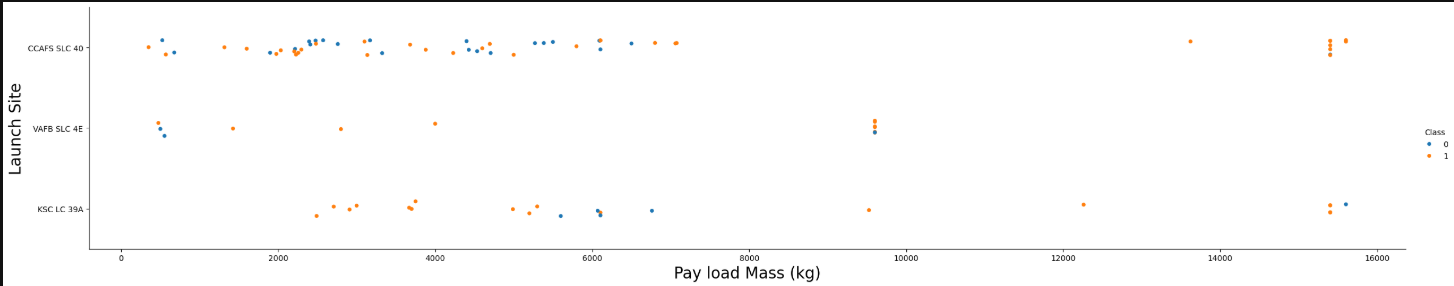 Launch Site
CCAFS SLC 40
VAFB SLC 4E
KSC LC 39A
0 2000 4000 6000 8000 10000 12000 14000 16000
Pay load Mass (kg)
Class
0
1